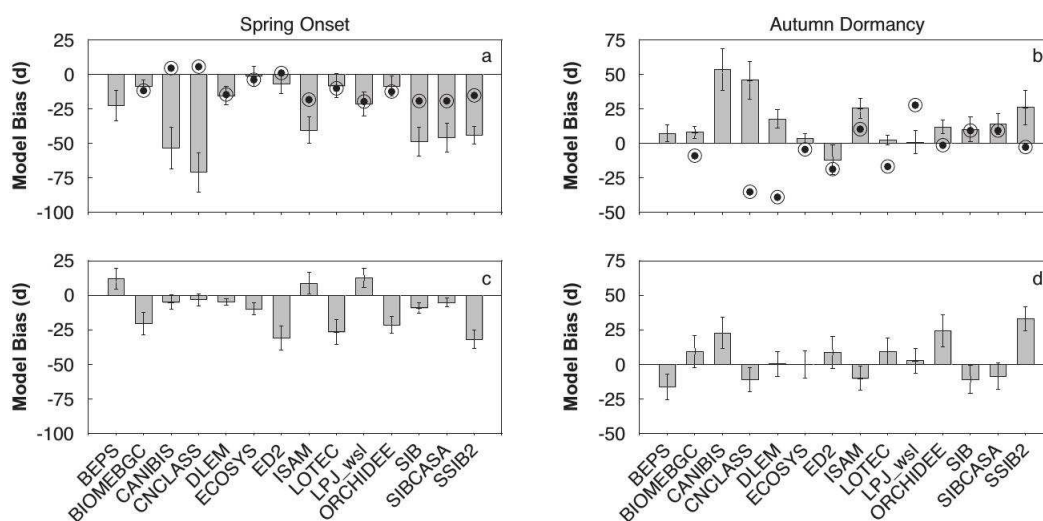 Spring Onset
Autumn Dormancy
Model Bias (d)
25
0
-25
-50
-75
-100
a
Model Bias (d)
75
50
25
0
-25
-50
b
Model Bias (d)
25
0
-25
-50
-75
-100
c
Model Bias (d)
75
50
25
0
-25
-50
d
BEPS
BIOMEBGC
CANIBIS
CNCLASS
DLEM
ECOSYS
ED2
ISAM
LOTEC
LPJ_wsl
ORCHIDEE
SIB
SIBCASA
SSIB2
BEPS
BIOMEBGC
CANIBIS
CNCLASS
DLEM
ECOSYS
ED2
ISAM
LOTEC
LPJ_wsl
ORCHIDEE
SIB
SIBCASA
SSIB2